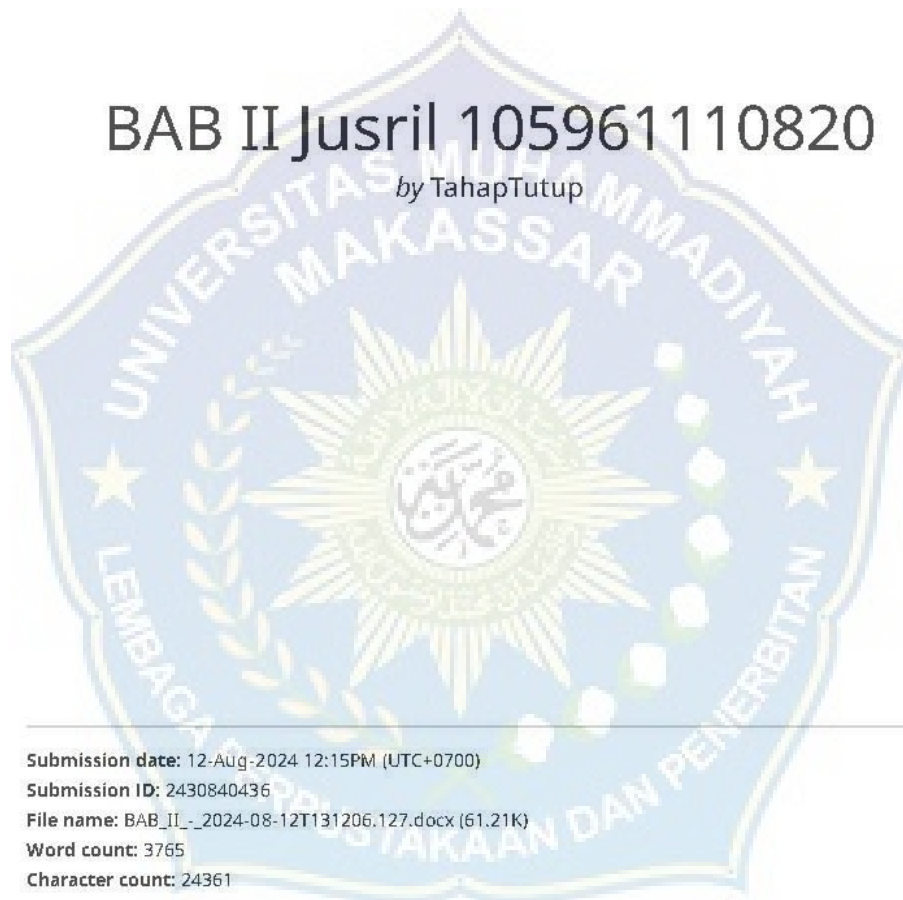 BAB II Jusril 105961110820
by TahapTutup
UNIVERSITAS MUHAMMADIYAH
MAKASSAR
محمد
LEMBAGA PERPUSTAKAAN DAN PENERBITAN
Submission date: 12-Aug-2024 12:15PM (UTC+0700)
Submission ID: 2430840436
File name: BAB_II_-_2024-08-12T131206.127.docx (61.21K)
Word count: 3765
Character count: 24361